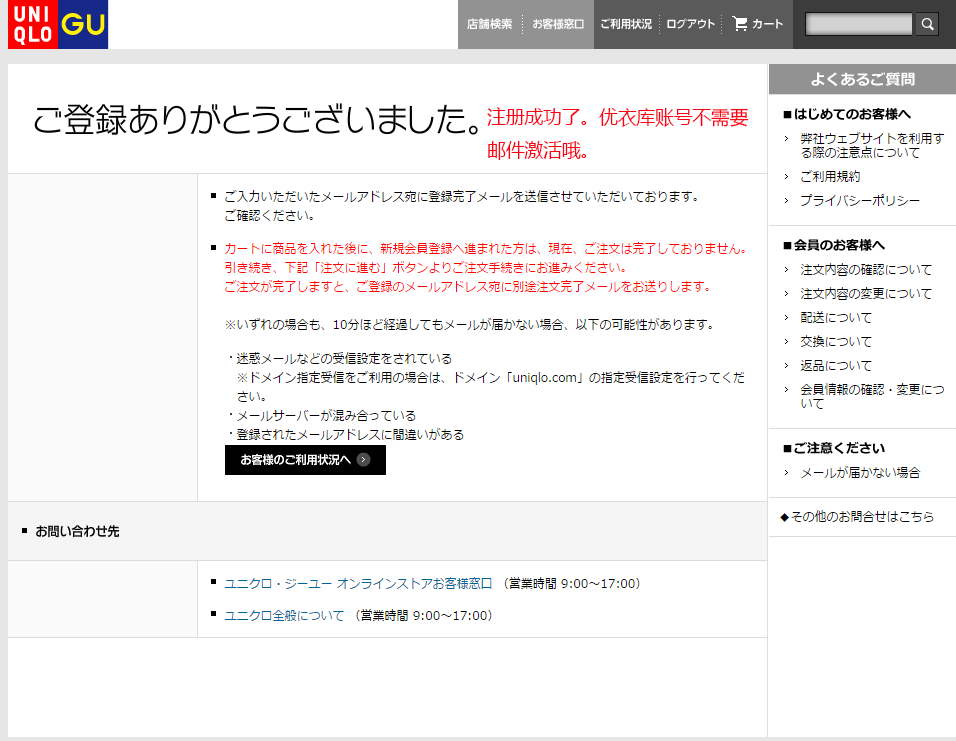 UNI
QLO
GU
店舗検索
お客様窓口
ご利用状況
ログアウト
カート
ご登録ありがとうございました。
注册成功了。优衣库账号不需要
邮件激活哦。
■ ご入力いただいたメールアドレス宛に登録完了メールを送信させていただいております。
ご確認ください。
■ カートに商品を入れた後に、新規会員登録へ進まれた方は、現在、ご注文は完了しておりません。
引き続き、下記「注文に進む」ボタンよりご注文手続きにお進みください。
ご注文が完了しますと、ご登録のメールアドレス宛に別途注文完了メールをお送りします。
※いずれの場合も、10分ほど経過してもメールが届かない場合、以下の可能性があります。
・迷惑メールなどの受信設定をされている
※ドメイン指定受信をご利用の場合は、ドメイン「uniqlo.com」の指定受信設定を行ってくだ
さい。
・メールサーバーが混み合っている
・登録されたメールアドレスに間違いがある
お客様のご利用状況へ
■ お問い合わせ先
■ ユニクロ・ジーユー オンラインストアお客様窓口 （営業時間 9:00～17:00）
■ ユニクロ全般について （営業時間 9:00～17:00）
よくあるご質問
■はじめてのお客様へ
› 弊社ウェブサイトを利用す
る際の注意点について
› ご利用規約
› プライバシーポリシー
■会員のお客様へ
› 注文内容の確認について
› 注文内容の変更について
› 配送について
› 交換について
› 返品について
› 会員情報の確認・変更につ
いて
■ご注意ください
› メールが届かない場合
◆その他のお問合せはこちら